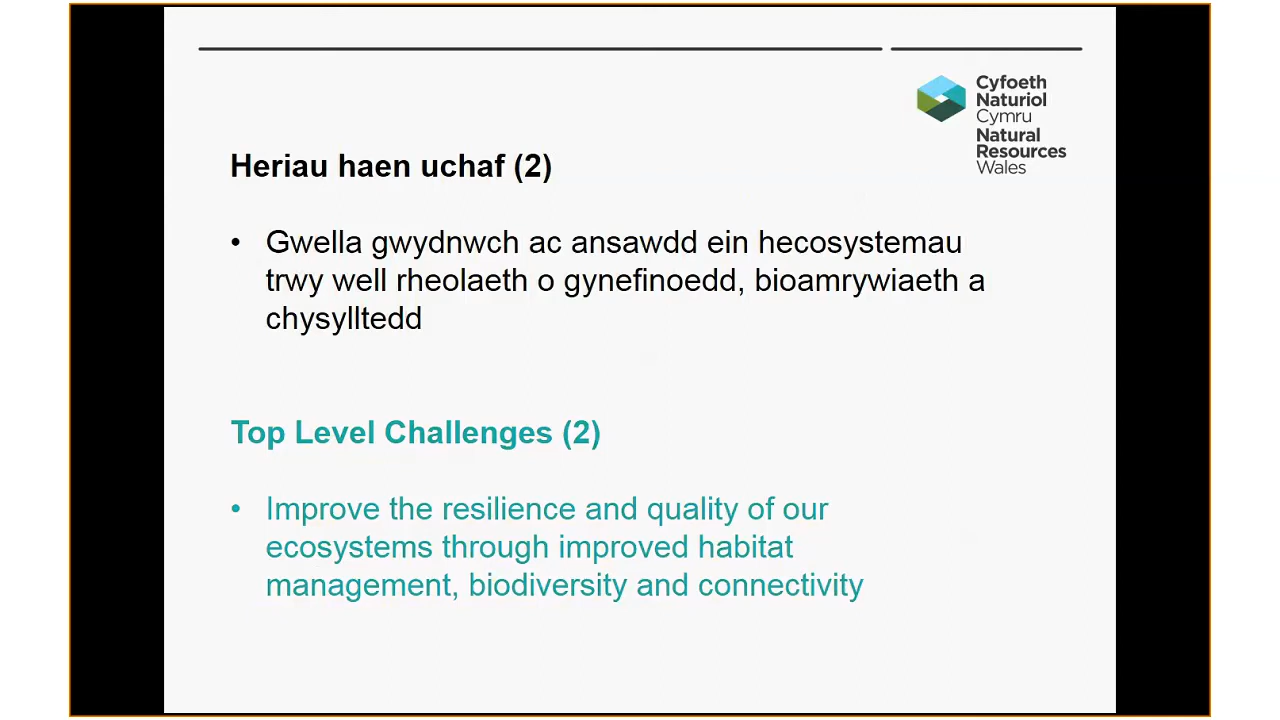 Cyfoeth
Naturiol
Cymru
Natural
Resources
Wales
Heriau haen uchaf (2)
• Gwella gwydnwch ac ansawdd ein hecosystemau
trwy well rheolaeth o gynefinoedd, bioamrywiaeth a
chysylltedd
Top Level Challenges (2)
• Improve the resilience and quality of our
ecosystems through improved habitat
management, biodiversity and connectivity